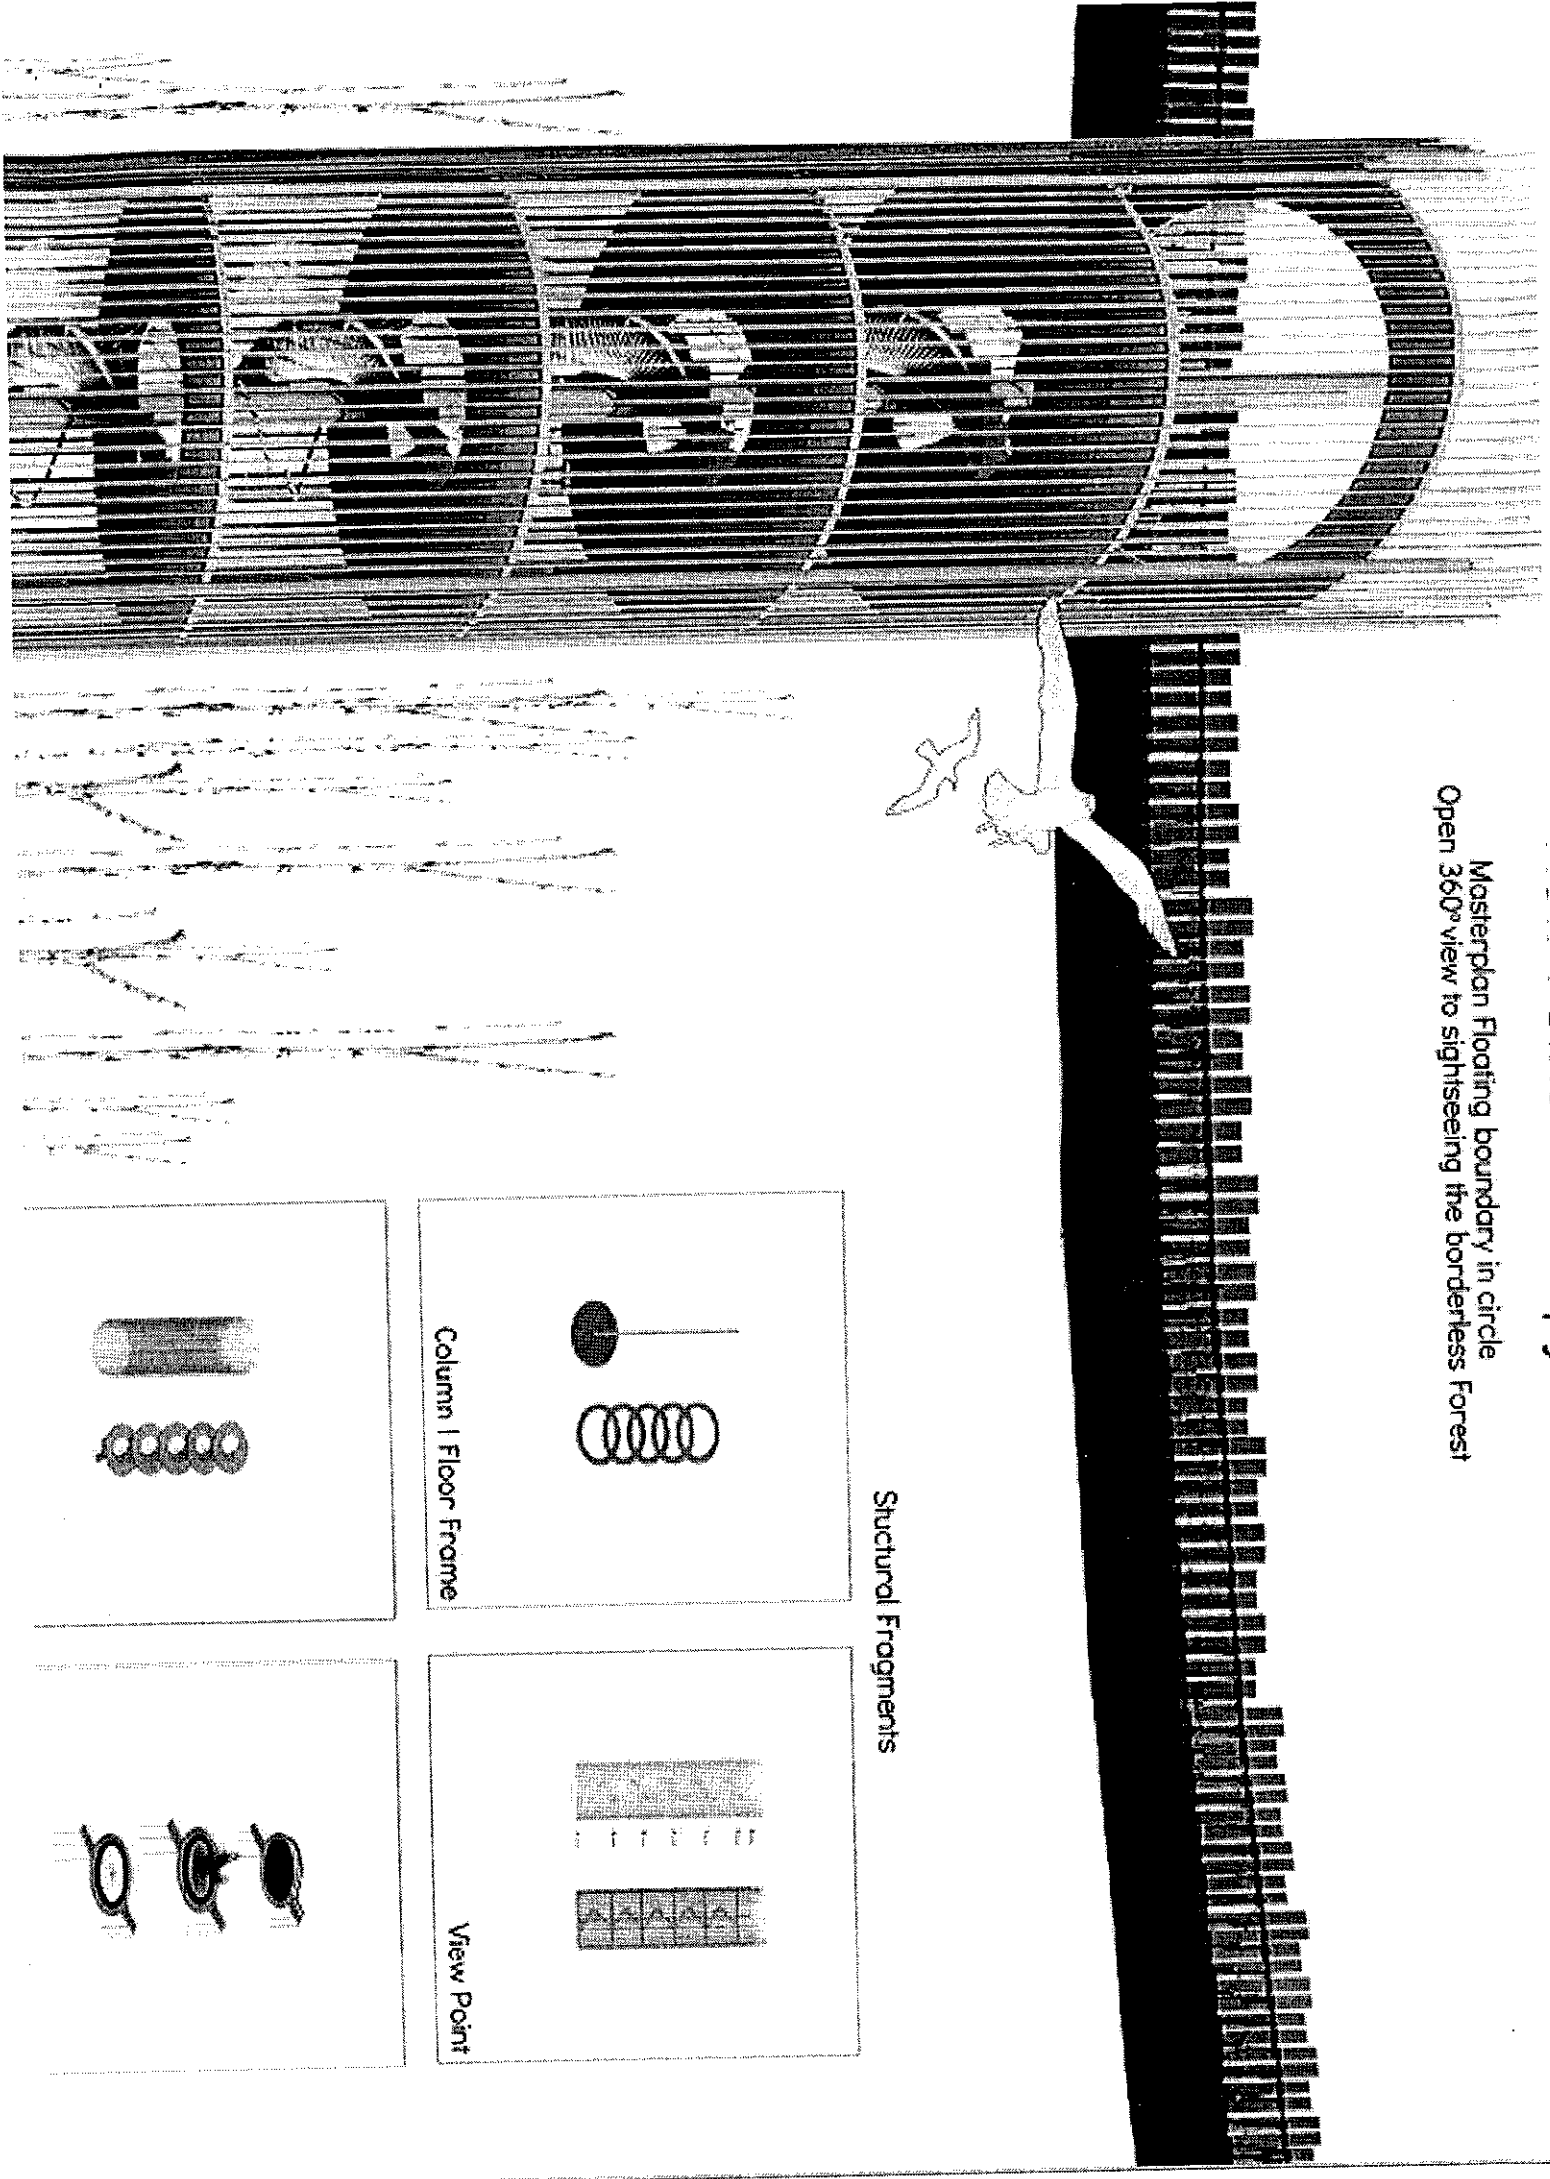 Masterplan Floating boundary in circle
Open 360° view to sightseeing the borderless Forest
Stuctural Fragments
Column | Floor Frame
View Point